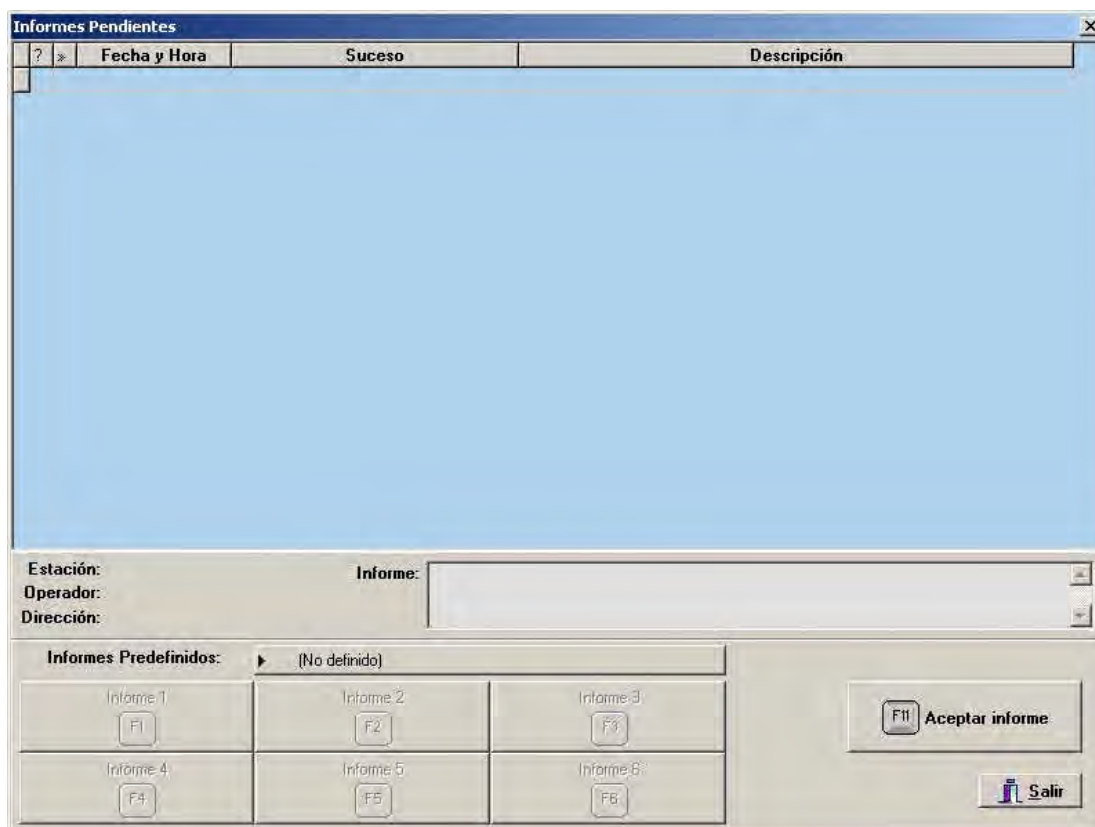 Informes Pendientes
? » Fecha y Hora Suceso Descripción
Estación:
Operador:
Dirección:
Informe:
Informes Predefinidos: (No definido)
Informe 1 Informe 2 Informe 3
F1 F2 F3
Informe 4 Informe 5 Informe 6
F4 F5 F6
F11 Aceptar informe
Salir